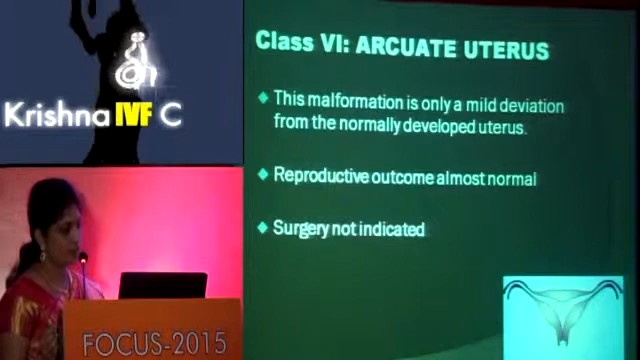 Krishna IVF C
FOCUS-2015
Class VI: ARCUATE UTERUS
This malformation is only a mild deviation
from the normally developed uterus.
Reproductive outcome almost normal
Surgery not indicated